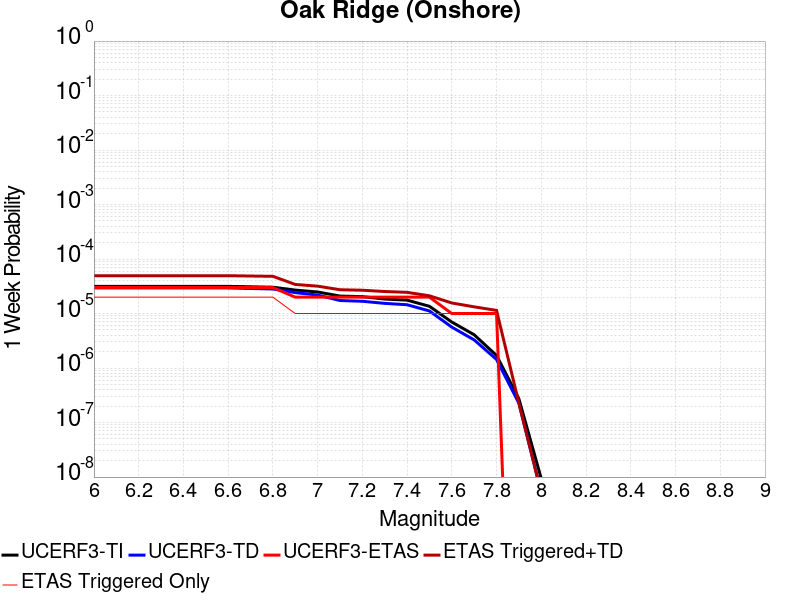 Oak Ridge (Onshore)
10^0
10^-1
10^-2
10^-3
10^-4
10^-5
10^-6
10^-7
10^-8
1 Week Probability
6 6.2 6.4 6.6 6.8 7 7.2 7.4 7.6 7.8 8 8.2 8.4 8.6 8.8 9
Magnitude
UCERF3-TI UCERF3-TD UCERF3-ETAS ETAS Triggered+TD
ETAS Triggered Only